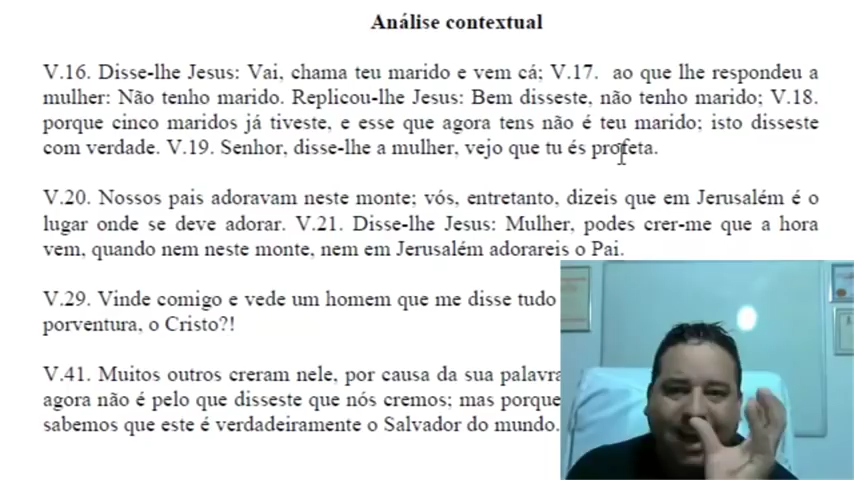 Análise contextual
V.16. Disse-lhe Jesus: Vai, chama teu marido e vem cá; V.17. ao que lhe respondeu a
mulher: Não tenho marido. Replicou-lhe Jesus: Bem disseste, não tenho marido; V.18.
porque cinco maridos já tiveste, e esse que agora tens não é teu marido; isto disseste
com verdade. V.19. Senhor, disse-lhe a mulher, vejo que tu és profeta.
V.20. Nossos pais adoravam neste monte; vós, entretanto, dizeis que em Jerusalém é o
lugar onde se deve adorar. V.21. Disse-lhe Jesus: Mulher, podes crer-me que a hora
vem, quando nem neste monte, nem em Jerusalém adorareis o Pai.
V.29. Vinde comigo e vede um homem que me disse tudo
porventura, o Cristo?!
V.41. Muitos outros creram nele, por causa da sua palavra
agora não é pelo que disseste que nós cremos; mas porque
sabemos que este é verdadeiramente o Salvador do mundo.